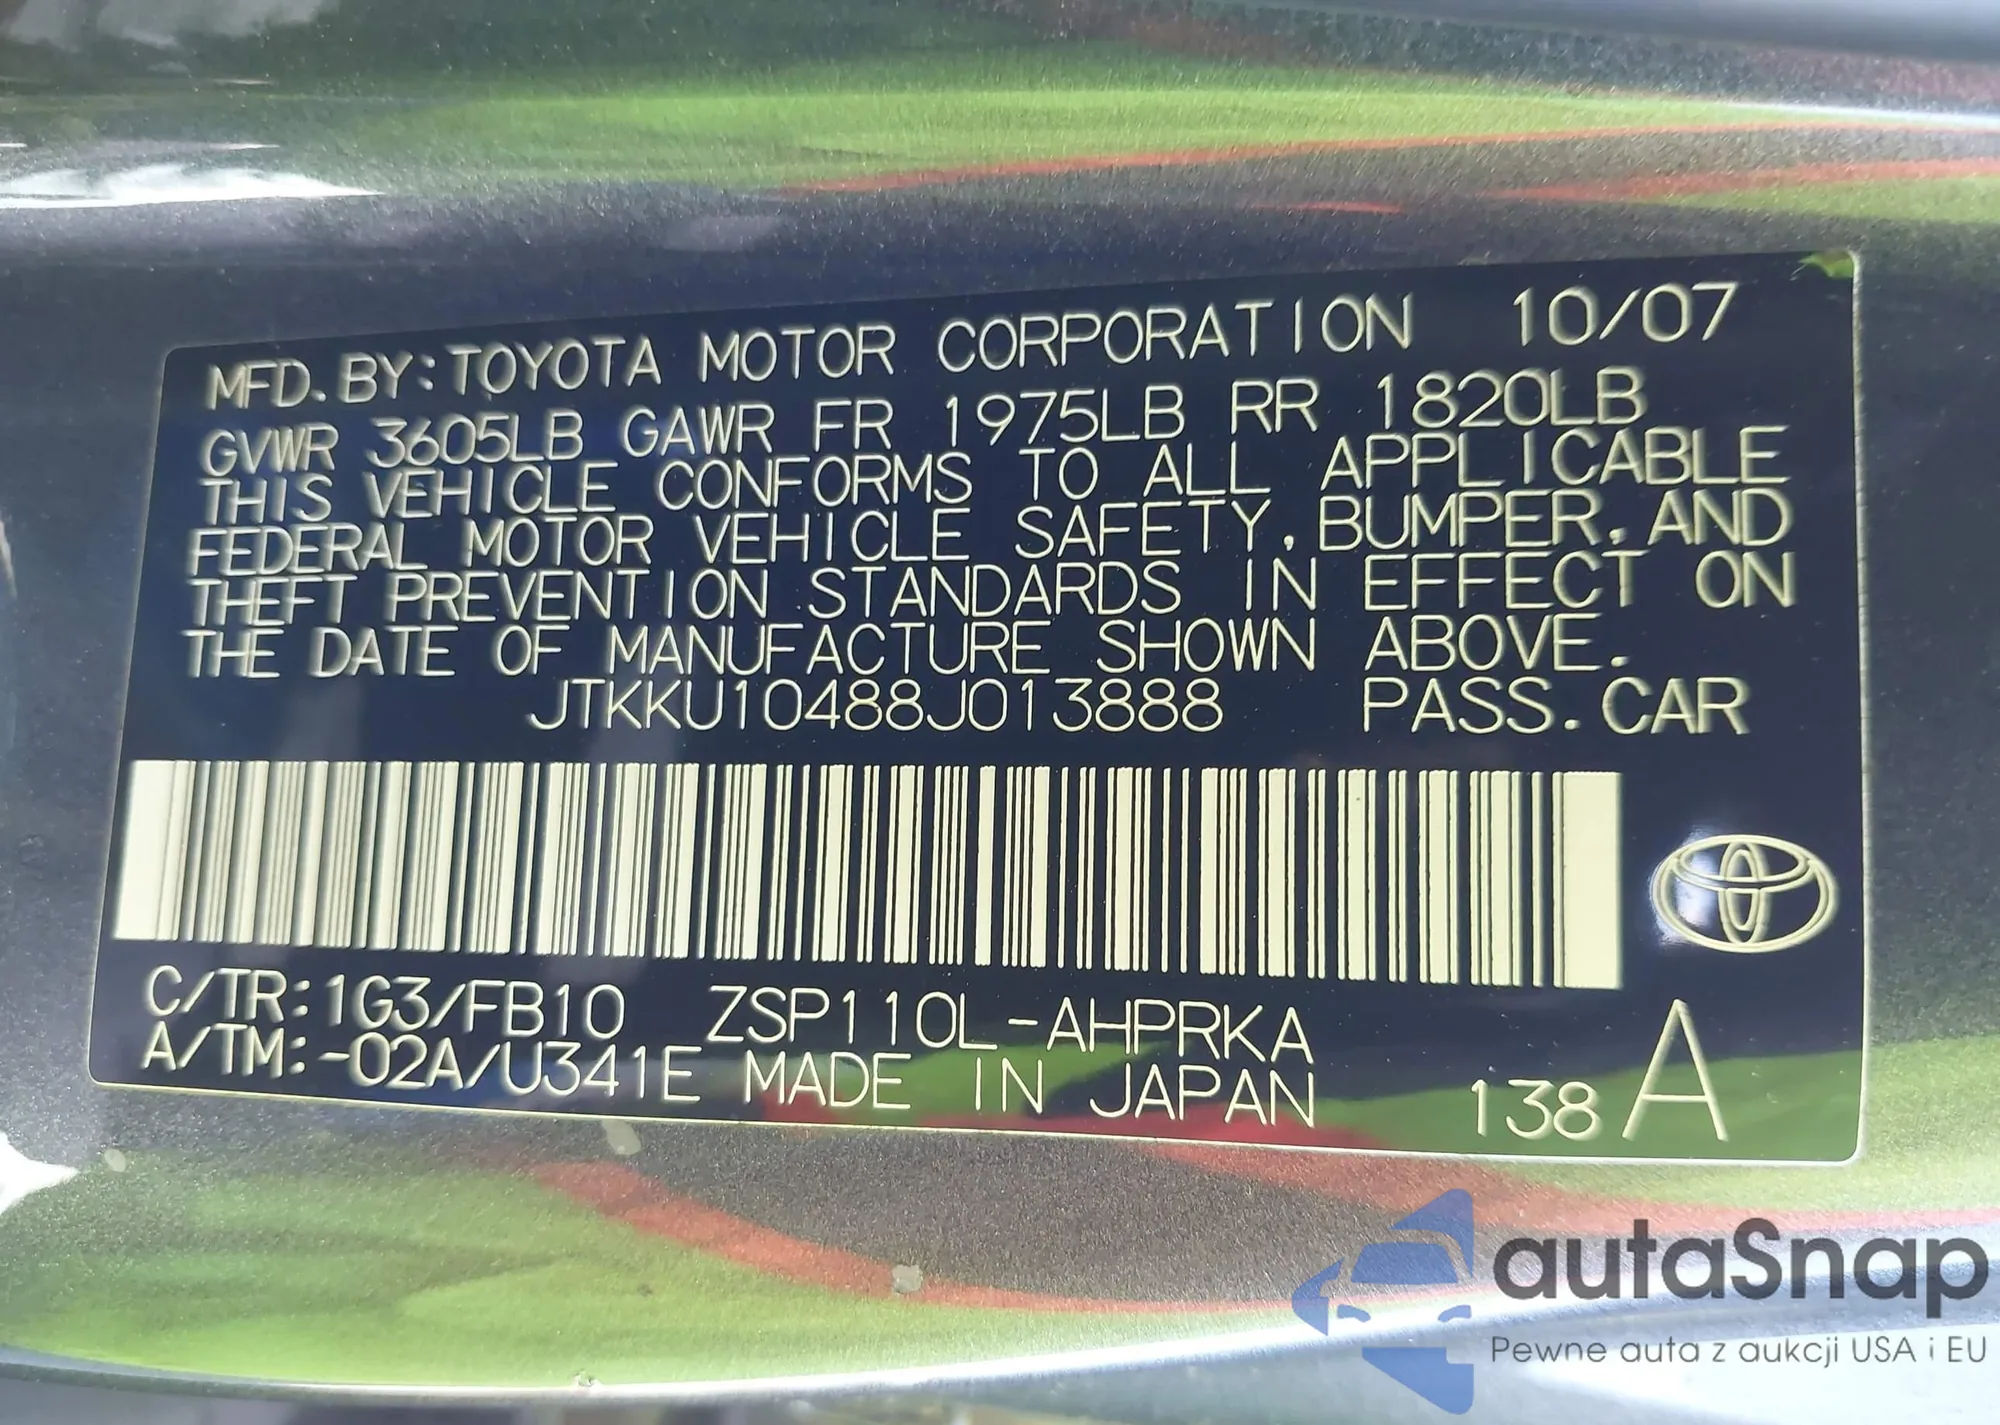 MFD. BY: TOYOTA MOTOR CORPORATION 10/07
GVWR 3605LB GAWR FR 1975LB RR 1820LB
THIS VEHICLE CONFORMS TO ALL APPLICABLE
FEDERAL MOTOR VEHICLE SAFETY, BUMPER, AND
THEFT PREVENTION STANDARDS IN EFFECT ON
THE DATE OF MANUFACTURE SHOWN ABOVE.
JTKKU10488J013888 PASS. CAR
C/TR: 1G3/FB10 ZSP110L-AHPRKA
A/TM: -02A/U341E MADE IN JAPAN 138 A
autaSnap
Pewne auta z aukcji USA i EU